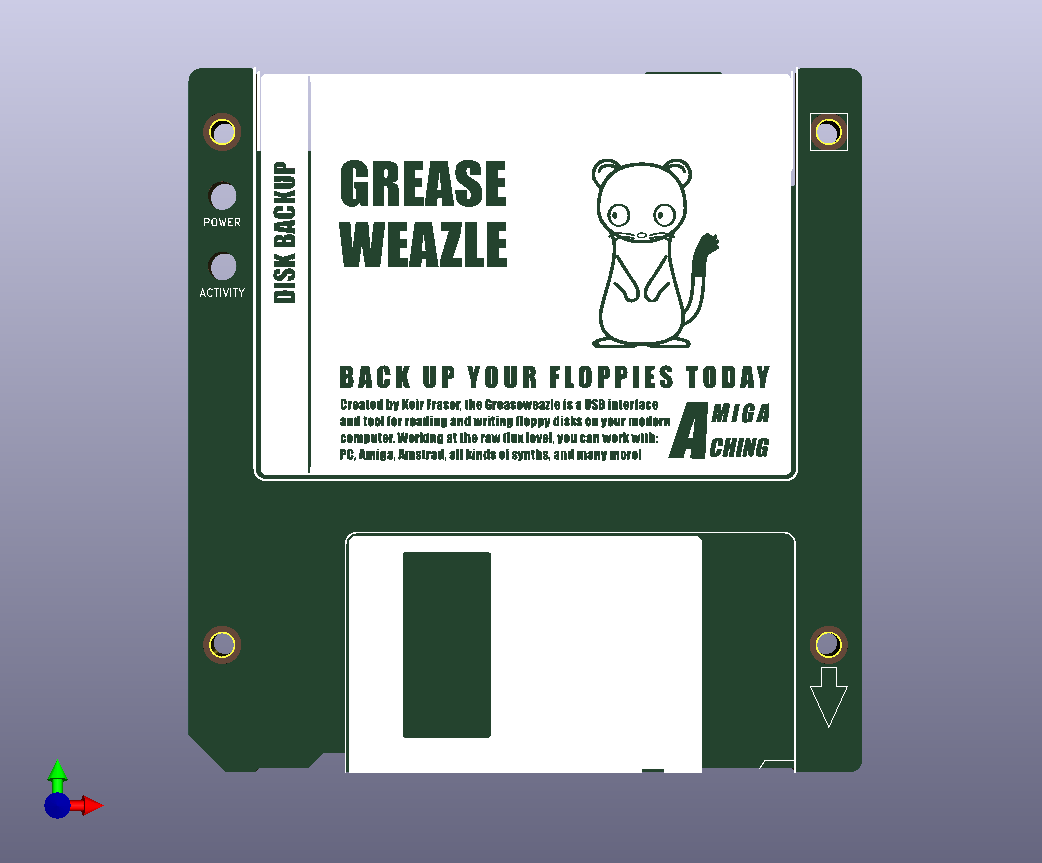 GREASE
WEAZLE
DISK BACKUP
POWER
ACTIVITY
BACK UP YOUR FLOPPIES TODAY
Created by Keir Fraser, the Greaseweazle is a USB interface
and tool for reading and writing floppy disks on your modern
computer. Working at the raw flux level, you can work with:
PC, Amiga, Amstrad, all kinds of synths, and many more!
AMIGA
CHING